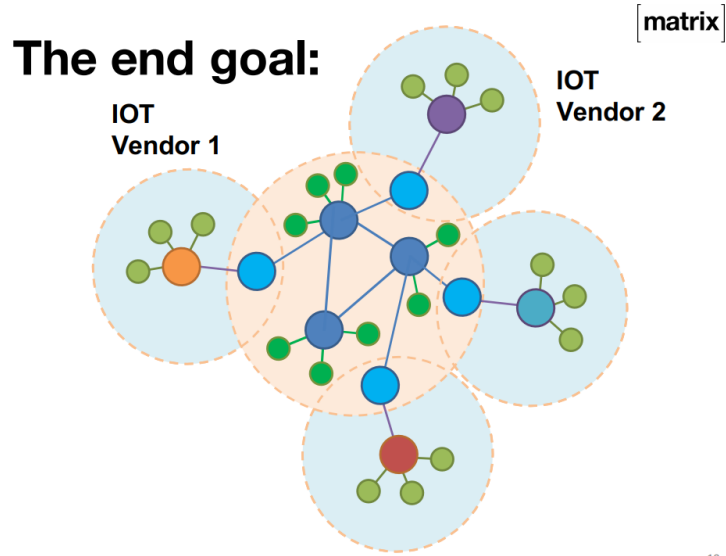 [matrix]
The end goal:
IOT
Vendor 1
IOT
Vendor 2